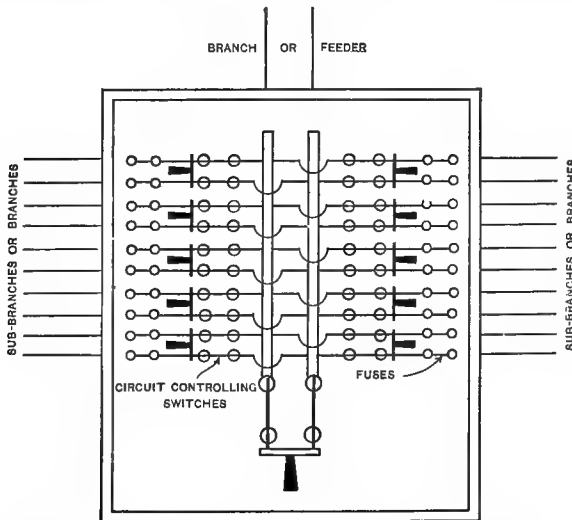 BRANCH OR FEEDER
SUB-BRANCHES OR BRANCHES
SUB-BRANCHES OR BRANCHES
CIRCUIT CONTROLLING
SWITCHES
FUSES